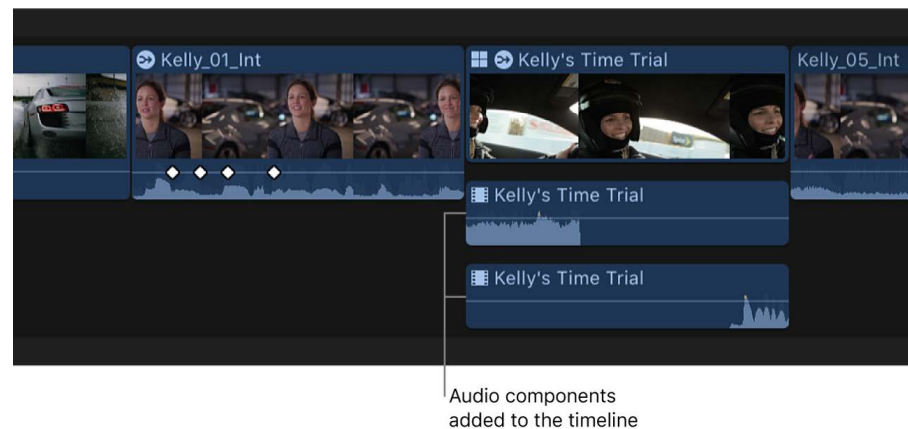 Kelly_01_Int
Kelly's Time Trial
Kelly_05_Int
Kelly's Time Trial
Kelly's Time Trial
Audio components
added to the timeline